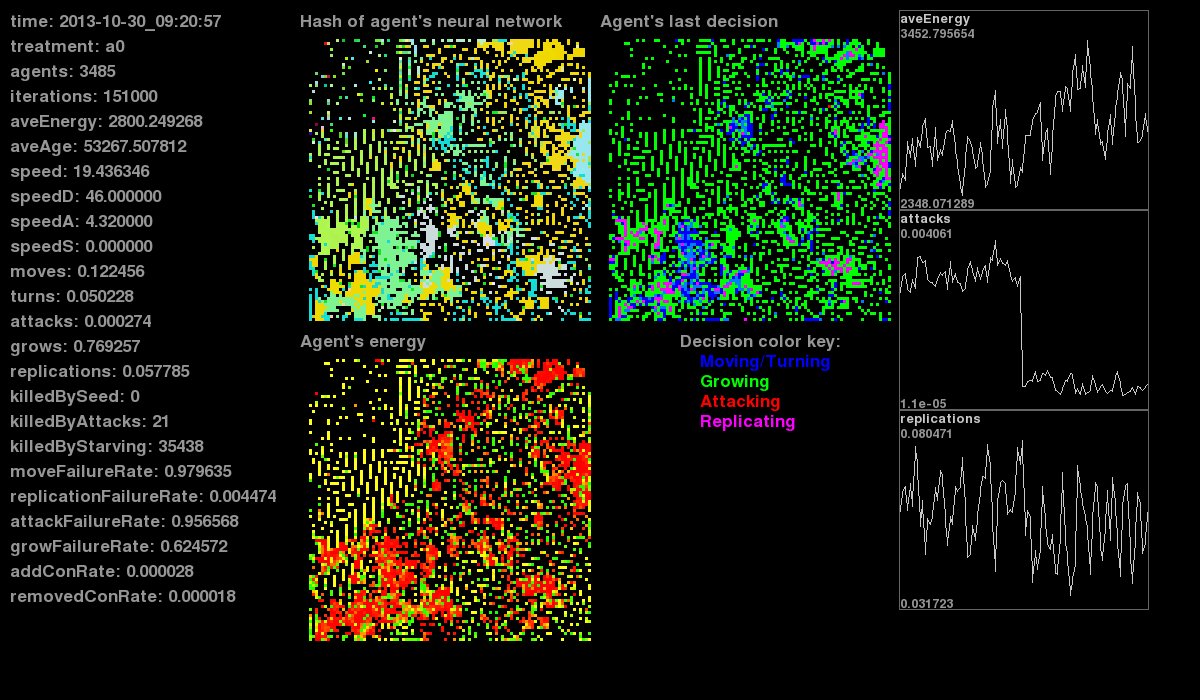 time: 2013-10-30_09:20:57
treatment: a0
agents: 3485
iterations: 151000
aveEnergy: 2800.249268
aveAge: 53267.507812
speed: 19.436346
speedD: 46.000000
speedA: 4.320000
speedS: 0.000000
moves: 0.122456
turns: 0.050228
attacks: 0.000274
grows: 0.769257
replications: 0.057785
killedBySeed: 0
killedByAttacks: 21
killedByStarving: 35438
moveFailureRate: 0.979635
replicationFailureRate: 0.004474
attackFailureRate: 0.956568
growFailureRate: 0.624572
addConRate: 0.000028
removedConRate: 0.000018
Hash of agent's neural network
Agent's last decision
Agent's energy
Decision color key:
Moving/Turning
Growing
Attacking
Replicating
aveEnergy
3452.795654
2348.071289
attacks
0.004061
1.1e-05
replications
0.080471
0.031723